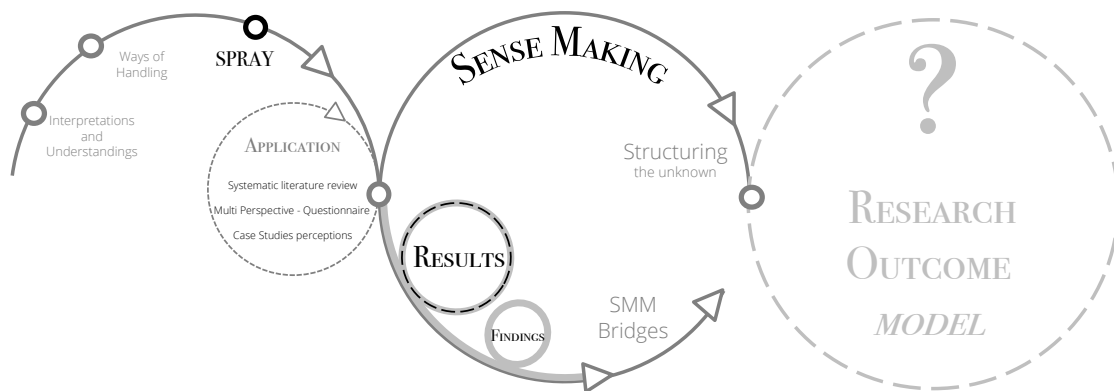 Interpretations
and
Understandings
Ways of
Handling
SPRAY
APPLICATION
Systematic literature review
Multi Perspective - Questionnaire
Case Studies perceptions
SENSE MAKING
Structuring
the unknown
RESULTS
FINDINGS
SMM
Bridges
?
RESEARCH
OUTCOME
MODEL